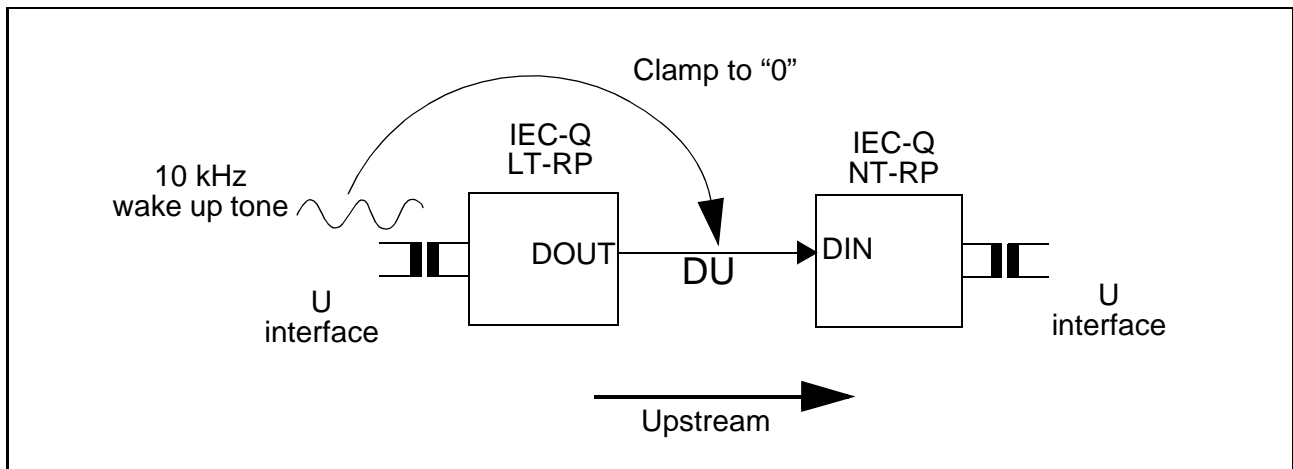 Clamp to “0”
IEC-Q
LT-RP
IEC-Q
NT-RP
10 kHz
wake up tone
DOUT
DU
DIN
U
interface
U
interface
Upstream